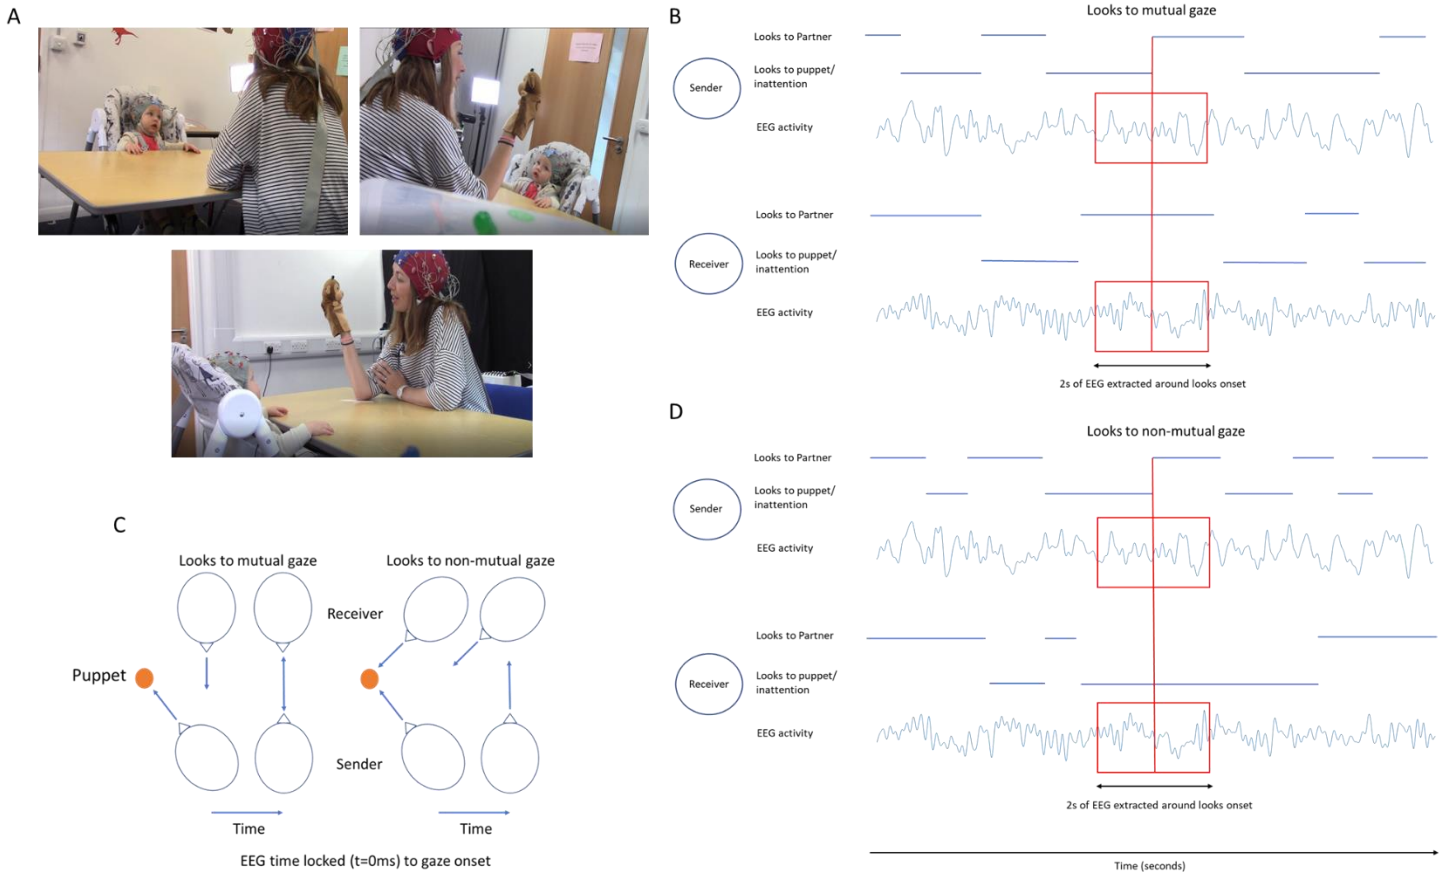 A
B
Looks to mutual gaze
Looks to Partner
Looks to puppet/
inattention
Sender
EEG activity
Looks to Partner
Looks to puppet/
inattention
Receiver
EEG activity
2s of EEG extracted around looks onset
C
Looks to mutual gaze
Looks to non-mutual gaze
Receiver
Puppet
Sender
Time
Time
EEG time locked (t=0ms) to gaze onset
D
Looks to non-mutual gaze
Looks to Partner
Looks to puppet/
inattention
Sender
EEG activity
Looks to Partner
Looks to puppet/
inattention
Receiver
EEG activity
2s of EEG extracted around looks onset
Time (seconds)